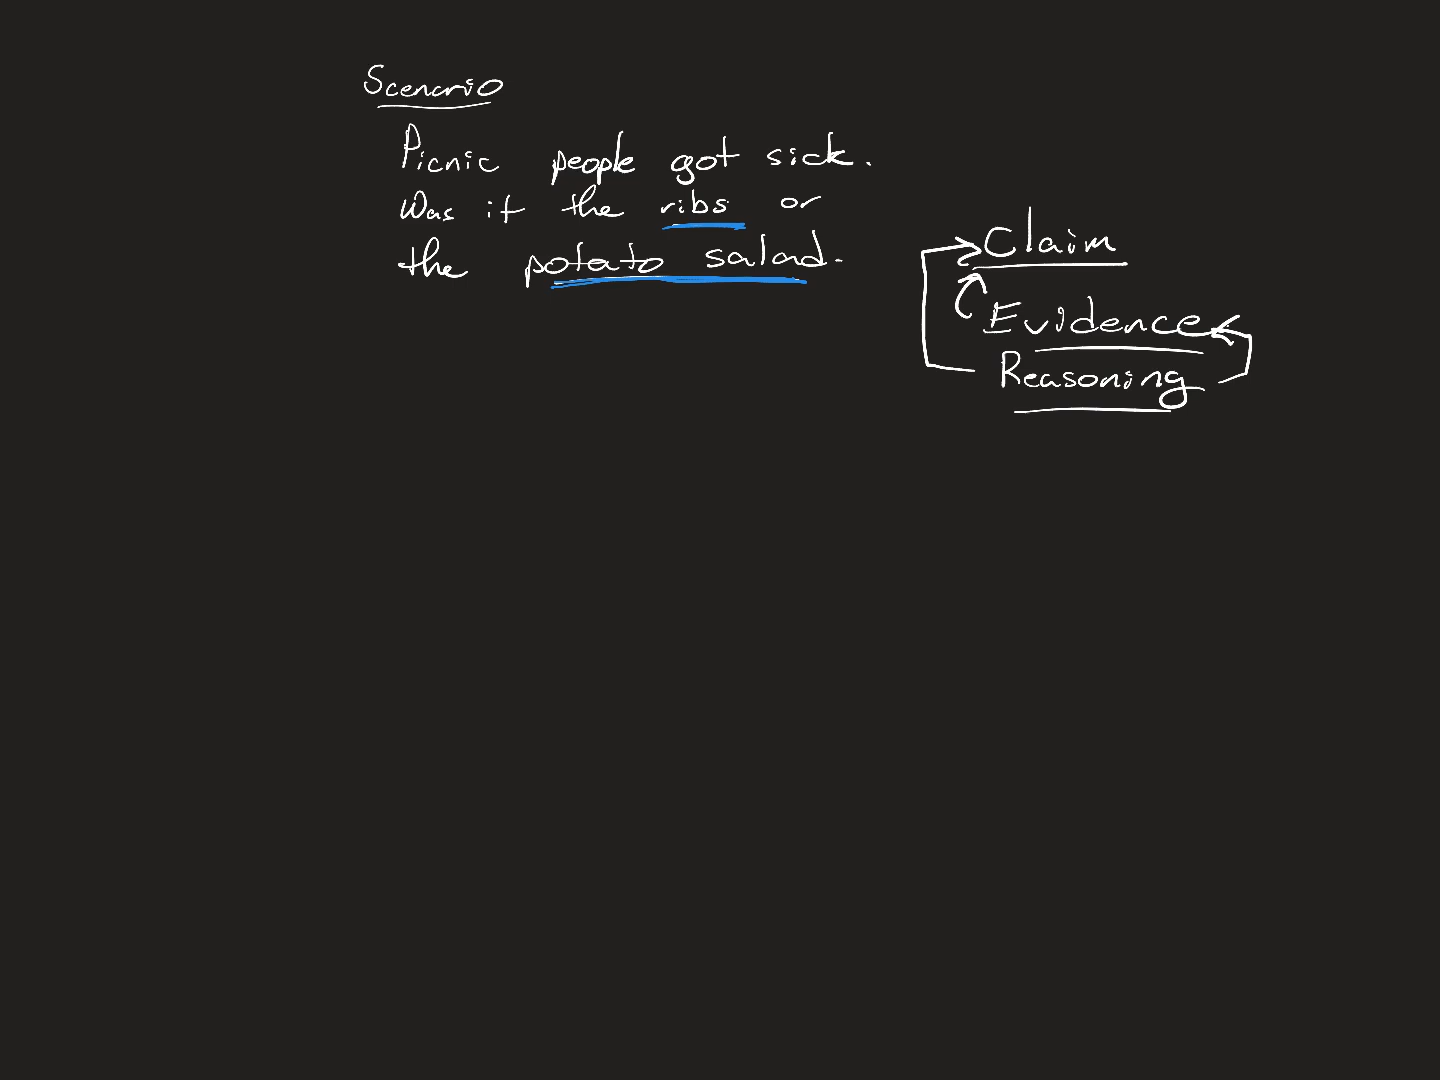 Scenario
Picnic people got sick.
Was it the ribs or
the potato salad.
Claim
Evidence
Reasoning